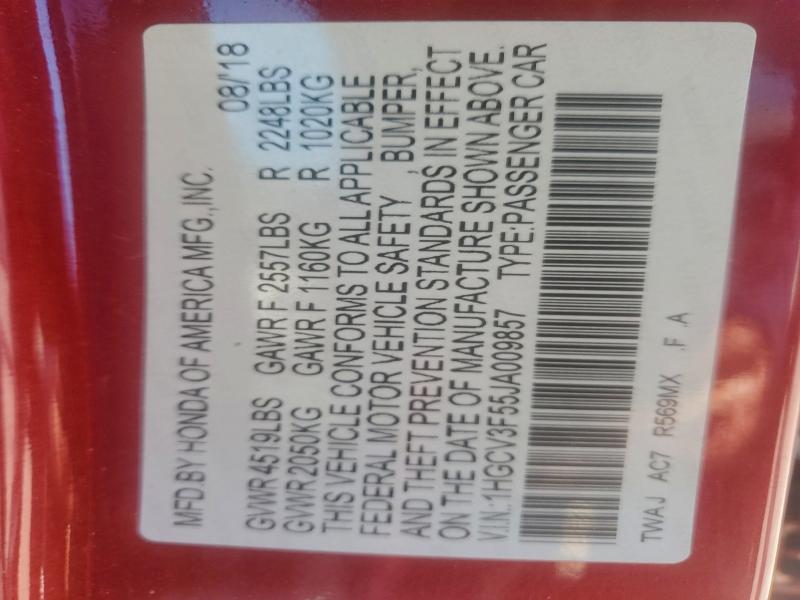 MFD.BY HONDA OF AMERICA MFG.,INC. 08/'18
GVWR 4519LBS GAWR F 2557LBS R 2248LBS
GVWR 2050KG GAWR F 1160KG R 1020KG
THIS VEHICLE CONFORMS TO ALL APPLICABLE
FEDERAL MOTOR VEHICLE SAFETY , BUMPER,
AND THEFT PREVENTION STANDARDS IN EFFECT
ON THE DATE OF MANUFACTURE SHOWN ABOVE.
V.I.N.:1HGCV3F55JA009857 TYPE:PASSENGER CAR
TWAJ AC7 R569MX .F .A